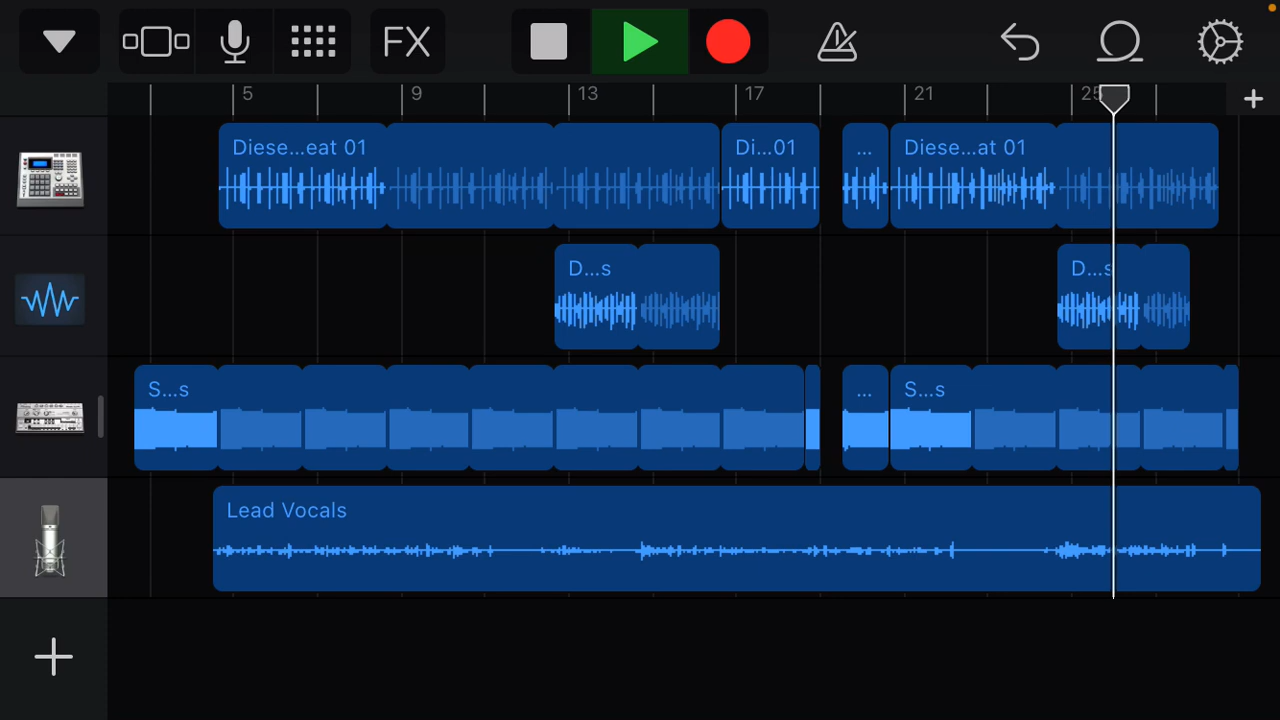 FX
5 9 13 17 21 25
Diese...eat 01 Di...01 ... Diese...at 01
D...s D...s
S...s ... S...s
Lead Vocals